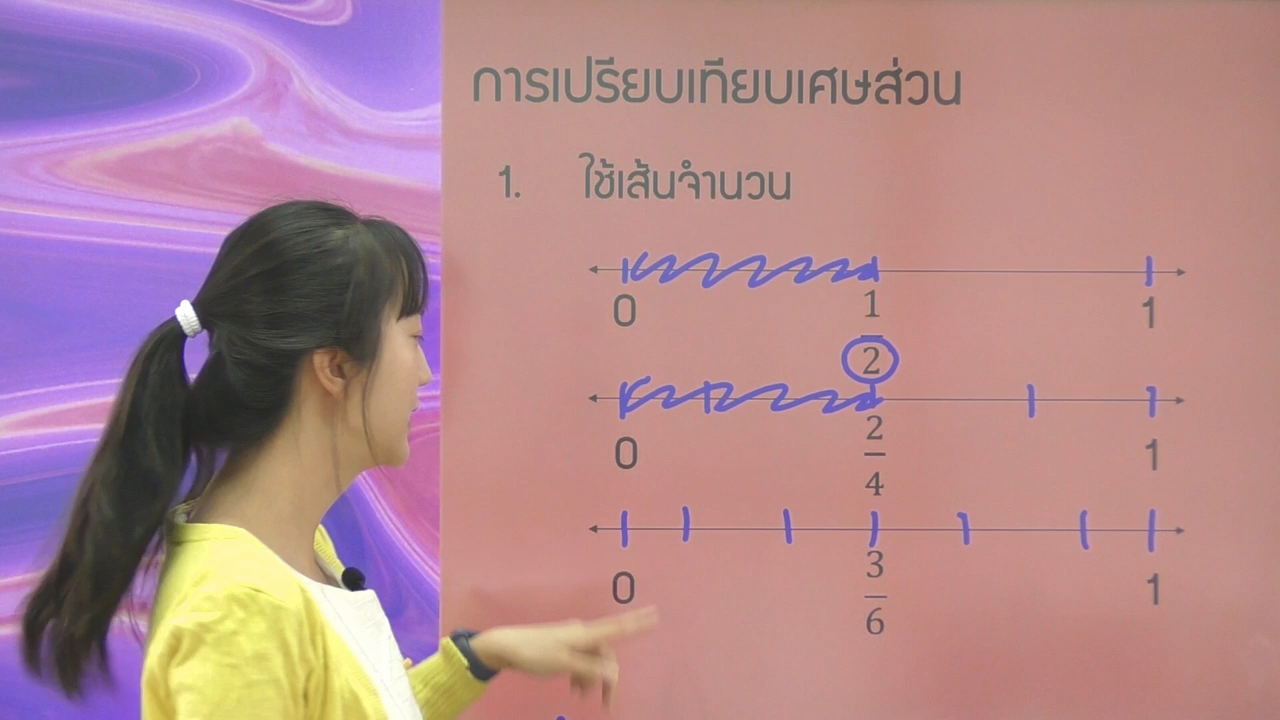 การเปรียบเทียบเศษส่วน
1. ใช้เส้นจำนวน
0 1/2 1
0 2/4 1
0 3/6 1